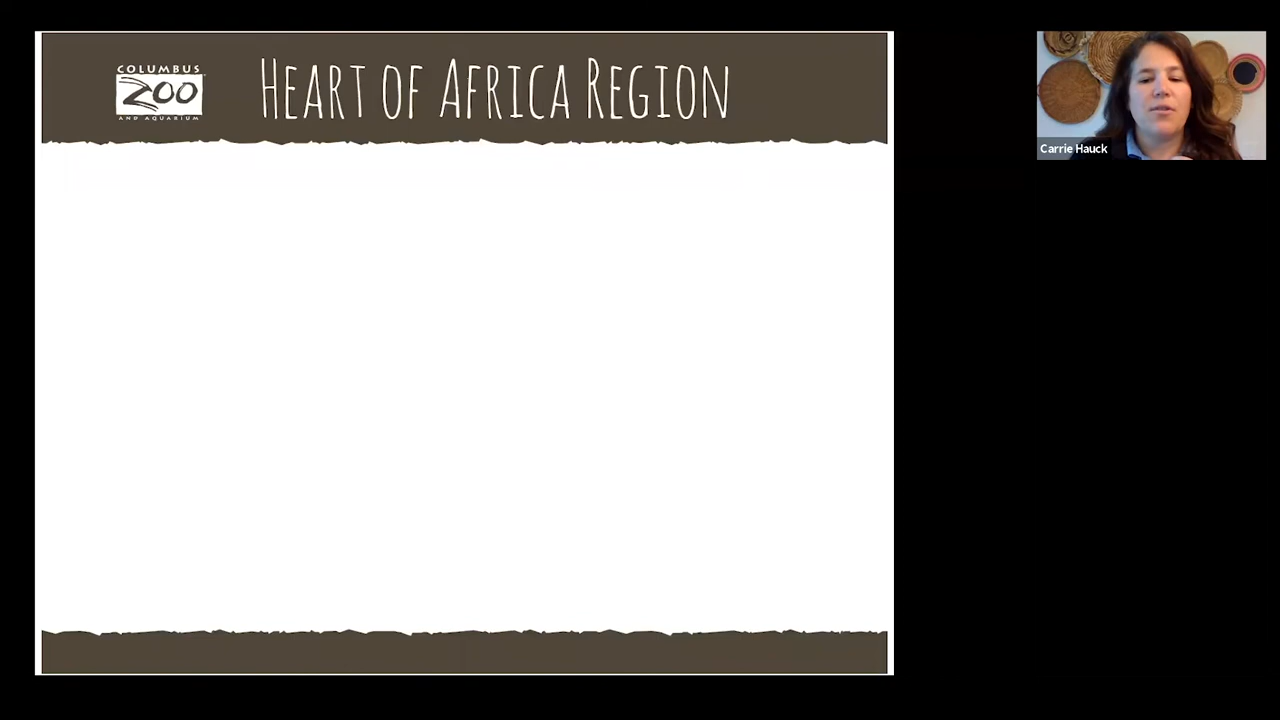 COLUMBUS
ZOO
AND AQUARIUM
HEART OF AFRICA REGION
Carrie Hauck